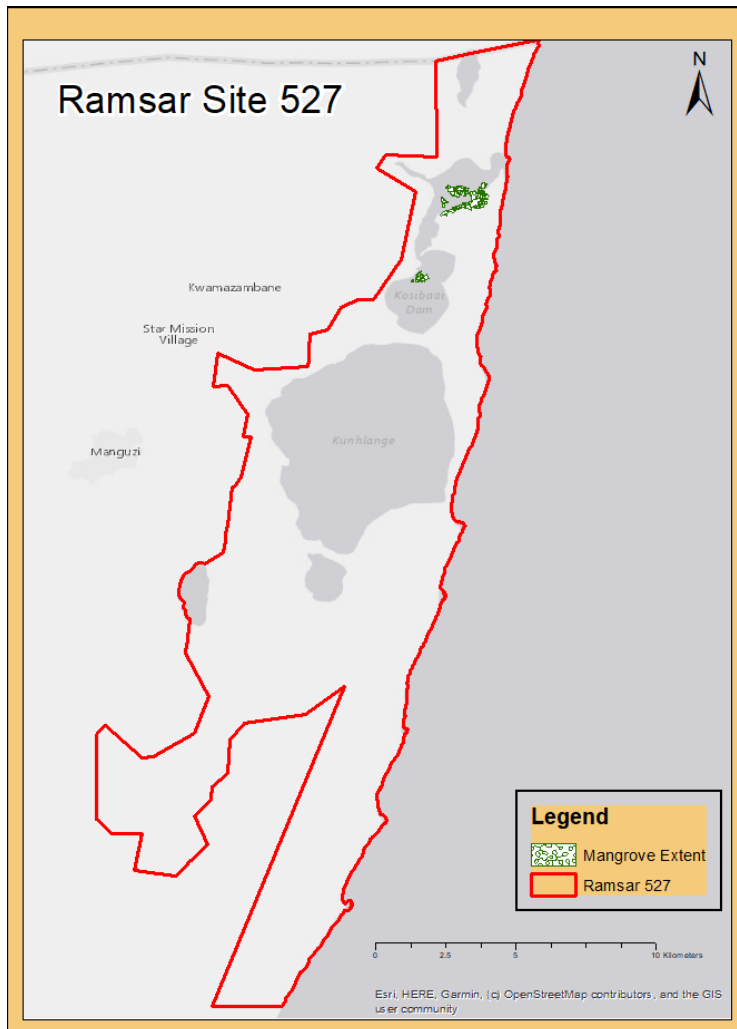 Ramsar Site 527
N
Kwamazambane
Star Mission
Village
Kosibaai
Dam
Manguzi
Kunhlange
Legend
Mangrove Extent
Ramsar 527
0 2.5 5 10 Kilometers
Esri, HERE, Garmin, (c) OpenStreetMap contributors, and the GIS
user community